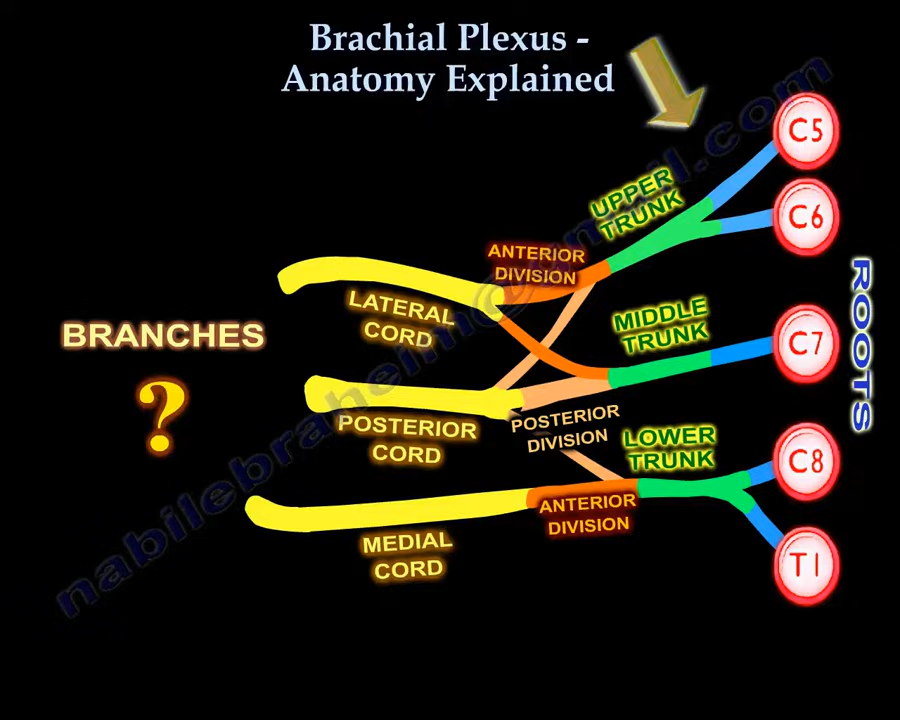 Brachial Plexus -
Anatomy Explained
C5
UPPER
TRUNK
C6
ANTERIOR
DIVISION
ROOTS
LATERAL
CORD
MIDDLE
TRUNK
C7
BRANCHES
?
POSTERIOR
CORD
POSTERIOR
DIVISION
LOWER
TRUNK
C8
ANTERIOR
DIVISION
MEDIAL
CORD
T1
nabilebraheim@gmail.com